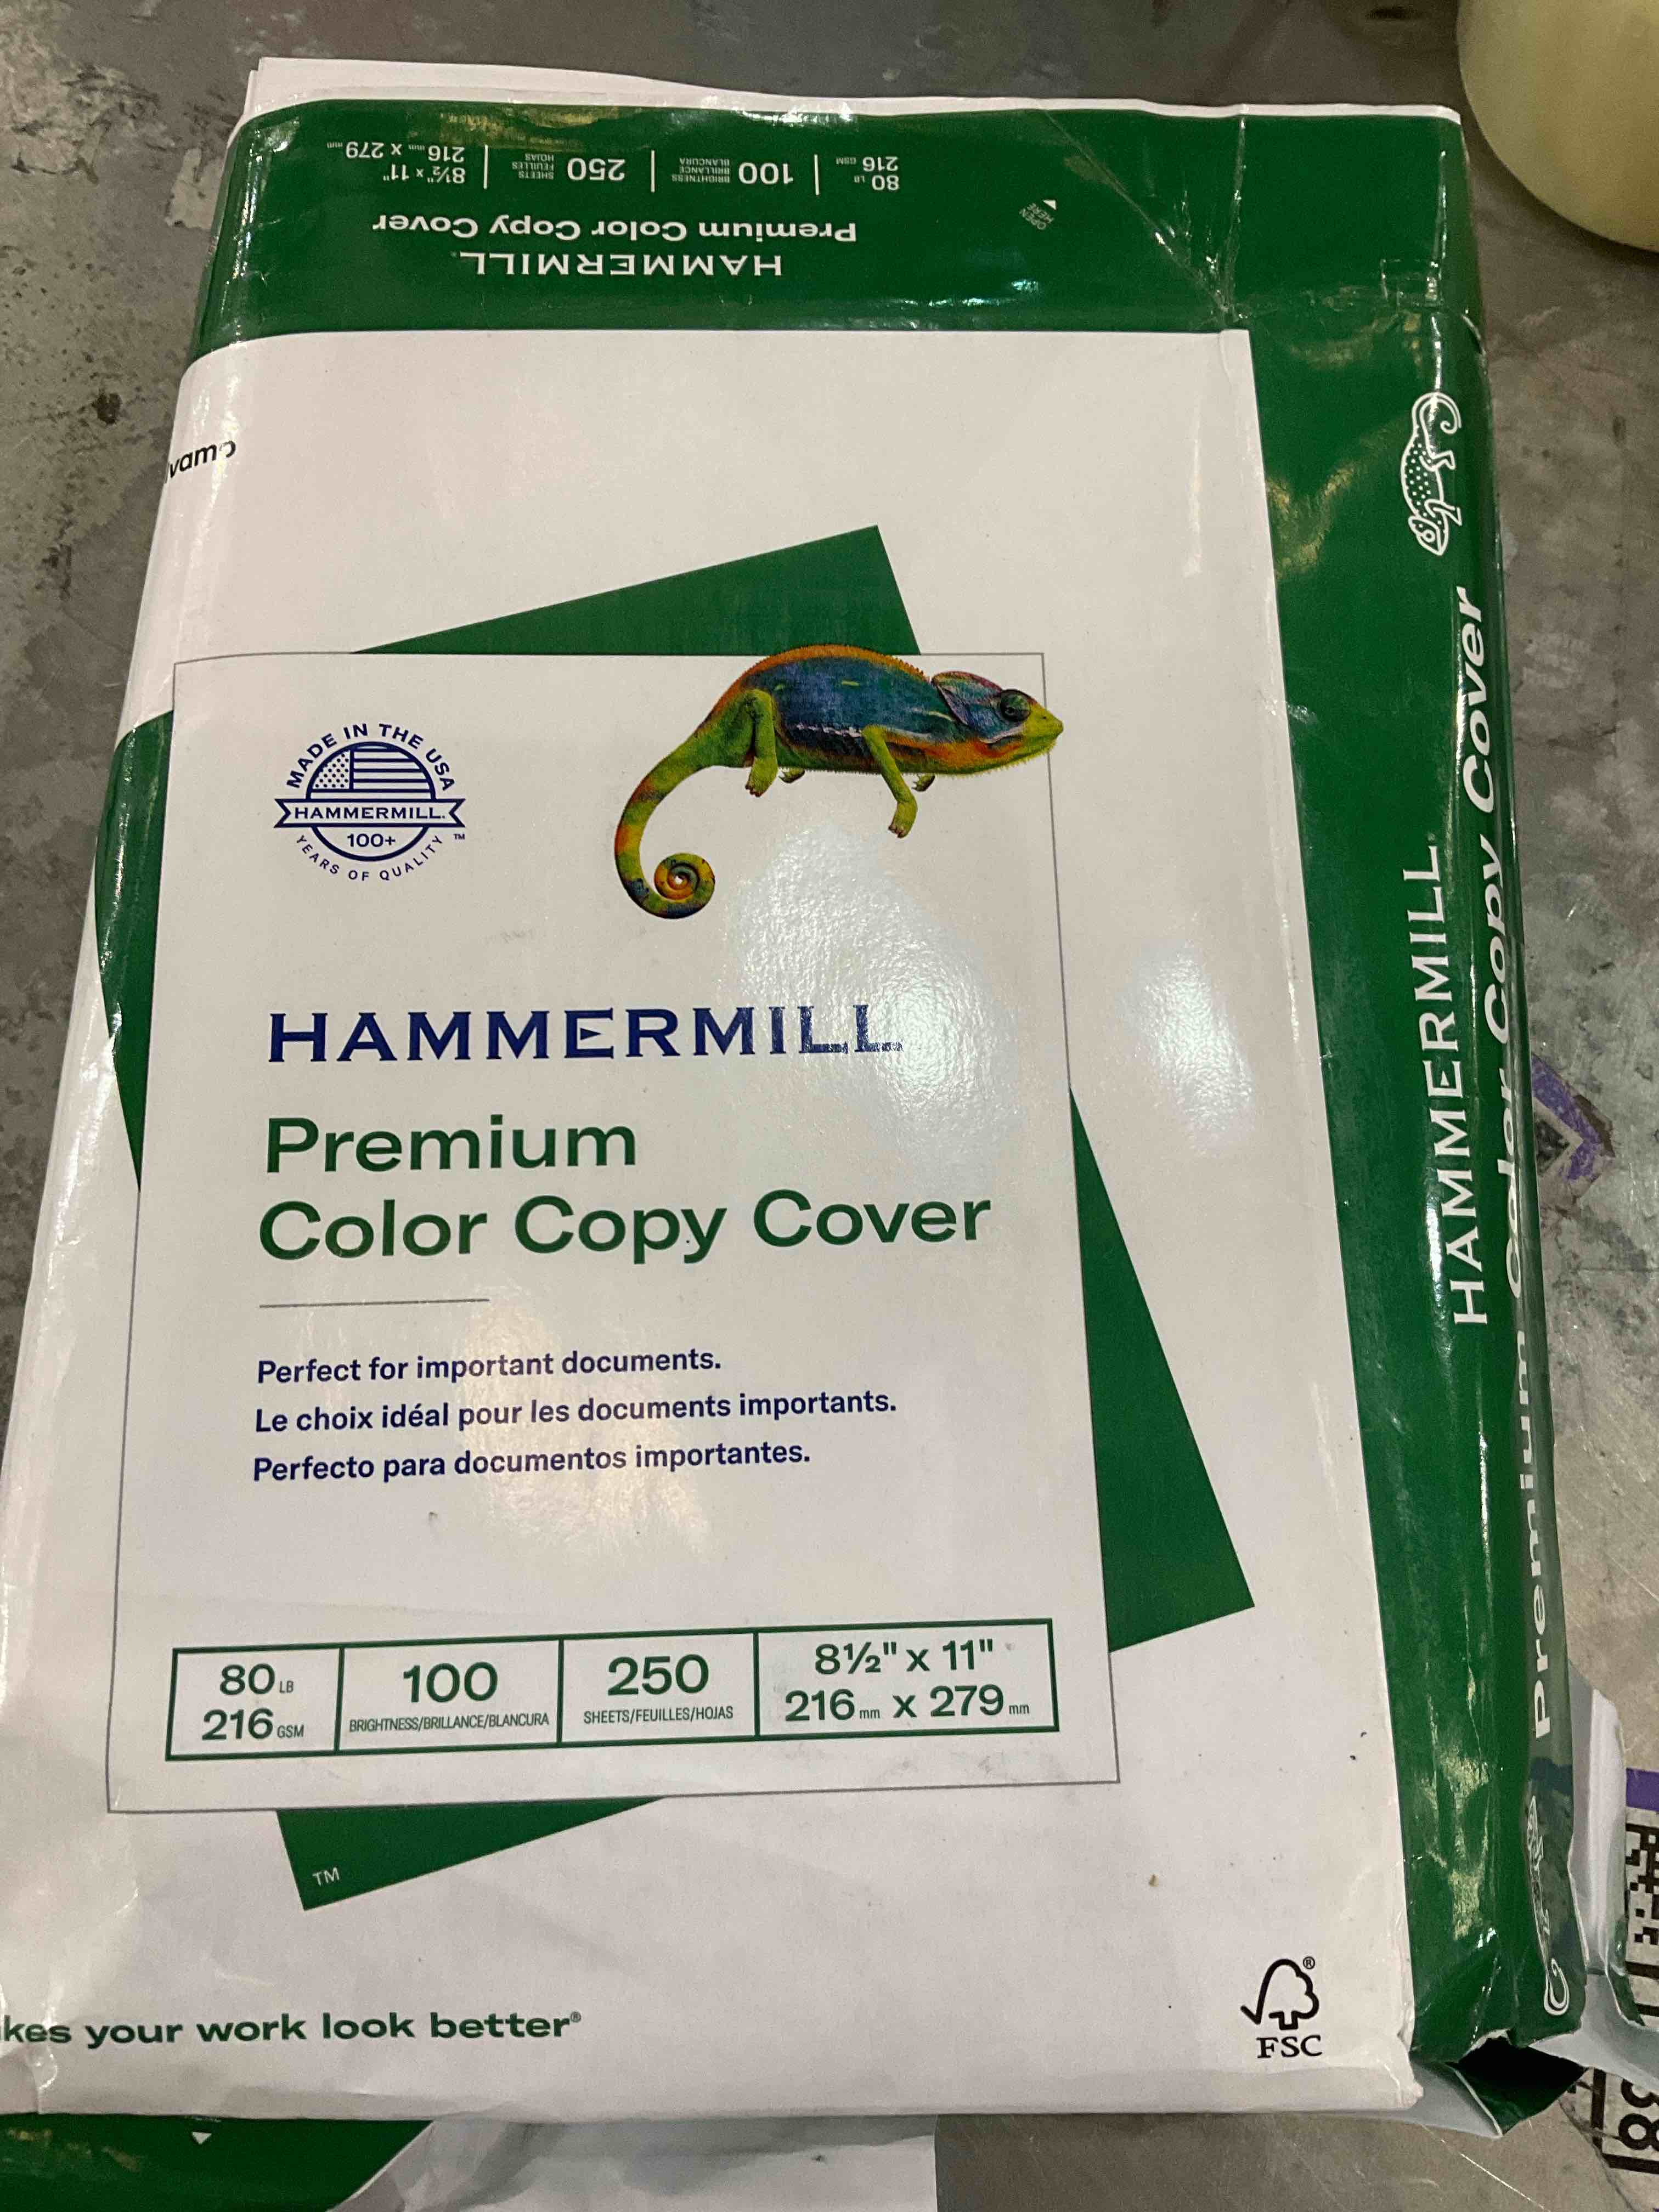 80 LB
216 GSM
100 BRIGHTNESS BRILLANCE BLANCURA
250 SHEETS FEUILLES HOJAS
8½" x 11"
216 mm x 279 mm
Premium Color Copy Cover
HAMMERMILL
OPEN HERE
vamo
MADE IN THE USA
HAMMERMILL.
100+
YEARS OF QUALITY
TM
HAMMERMILL
Premium
Color Copy Cover
Perfect for important documents.
Le choix idéal pour les documents importants.
Perfecto para documentos importantes.
80 LB
216 GSM
100
BRIGHTNESS/BRILLANCE/BLANCURA
250
SHEETS/FEUILLES/HOJAS
8½" x 11"
216 mm x 279 mm
TM
kes your work look better®
®
FSC
HAMMERMILL
Premium Color Copy Cover